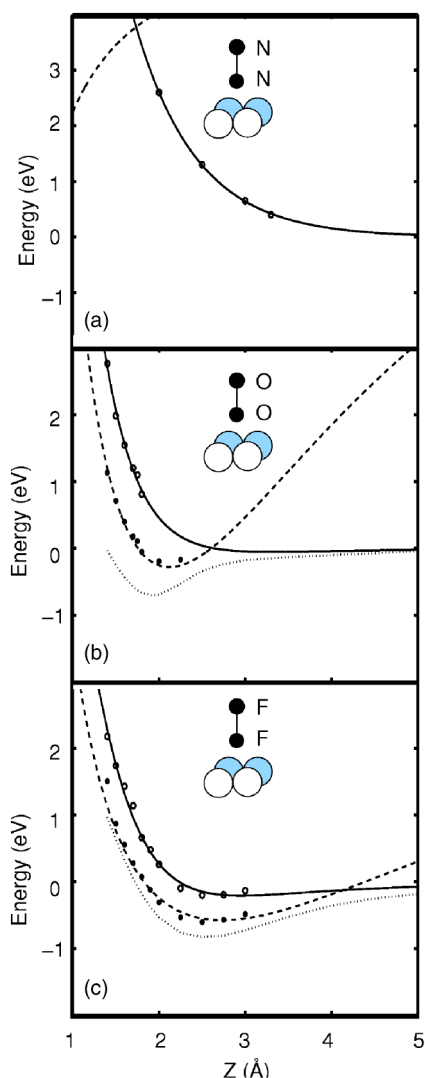 3
2
1
0
−1
Energy (eV)
N
N
(a)
2
1
0
−1
Energy (eV)
O
O
(b)
2
1
0
−1
Energy (eV)
F
F
(c)
1 2 3 4 5
Z (Å)